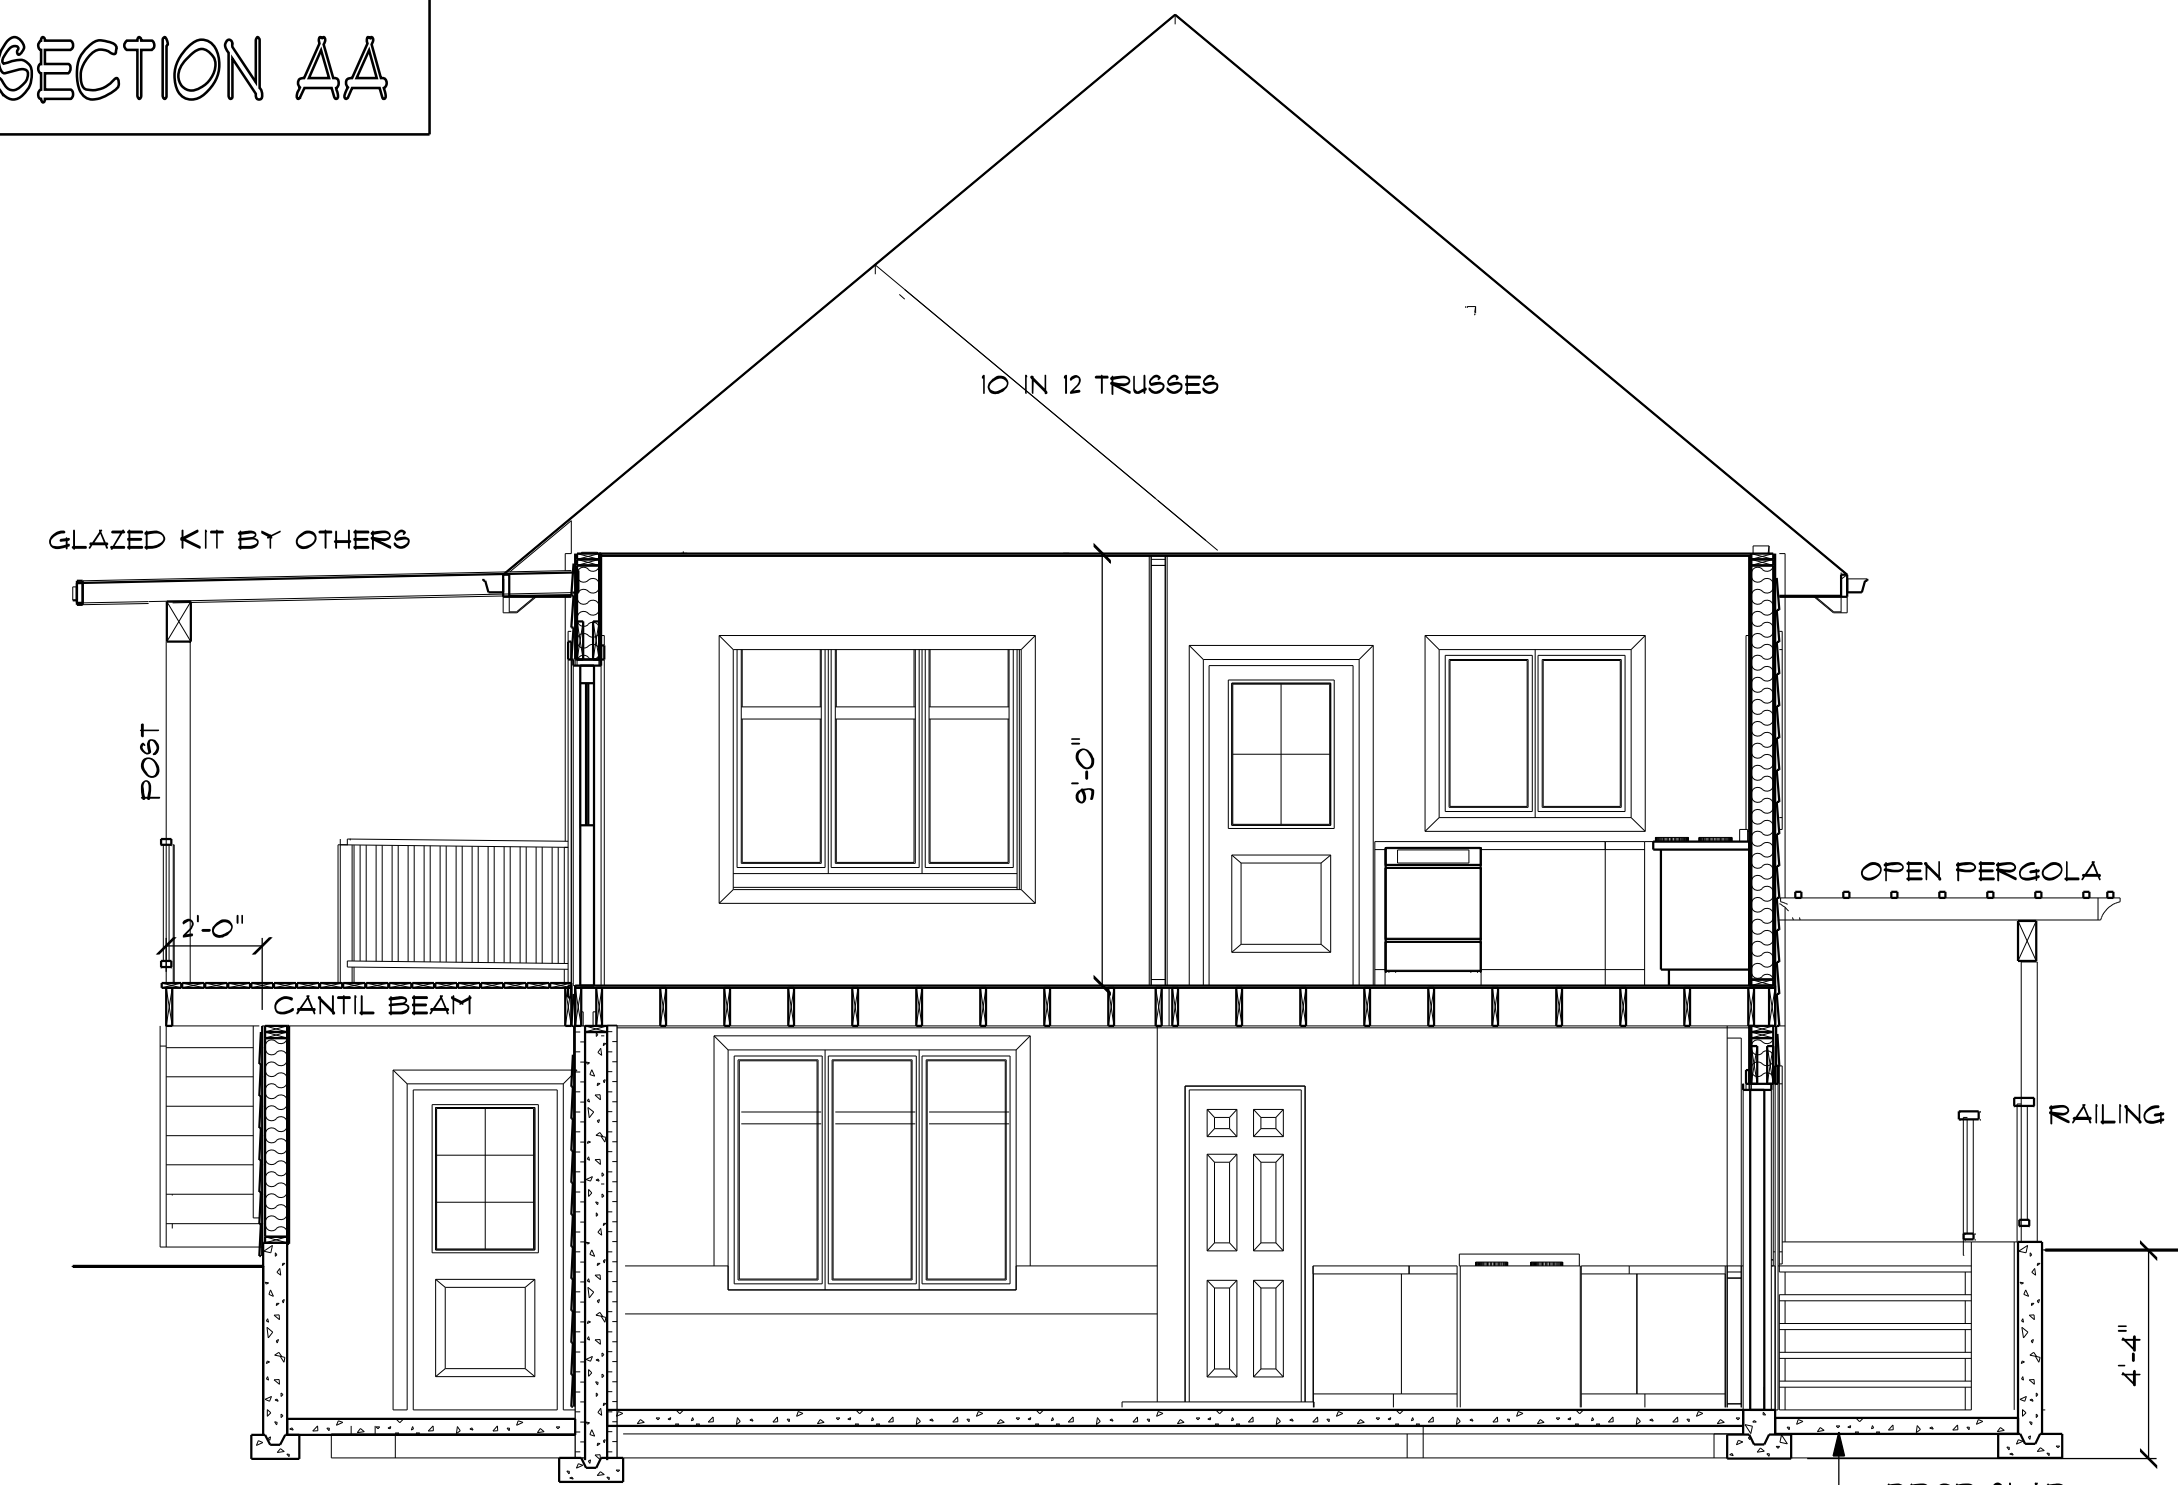 SECTION AA
10 IN 12 TRUSSES
GLAZED KIT BY OTHERS
POST
9'-0"
OPEN PERGOLA
2'-0"
CANTIL BEAM
RAILING
4'-4"